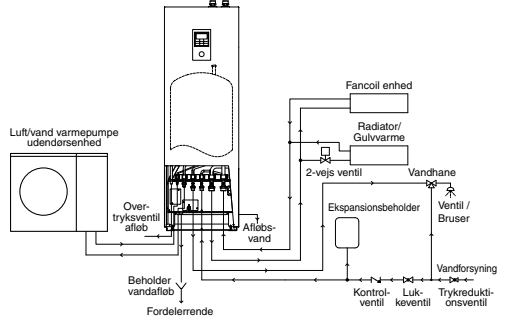 Fancoil enhed
Radiator/
Gulvvarme
Luft/vand varmepumpe
udendørsenhed
2-vejs ventil
Vandhane
Over-
tryksventil
afløb
Ekspansionsbeholder
Ventil /
Bruser
Afløbs-
vand
Vandforsyning
Beholder
vandafløb
Kontrol-
ventil
Luk-
keventil
Trykredukti-
onsventil
Fordelerrende